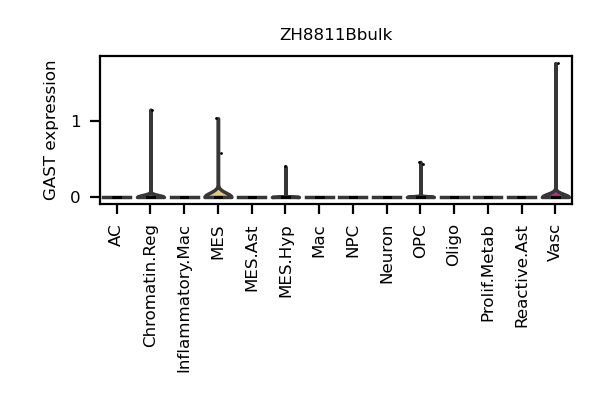 ZH8811Bbulk
GAST expression
1
0
AC
Chromatin.Reg
Inflammatory.Mac
MES
MES.Ast
MES.Hyp
Mac
NPC
Neuron
OPC
Oligo
Prolif.Metab
Reactive.Ast
Vasc